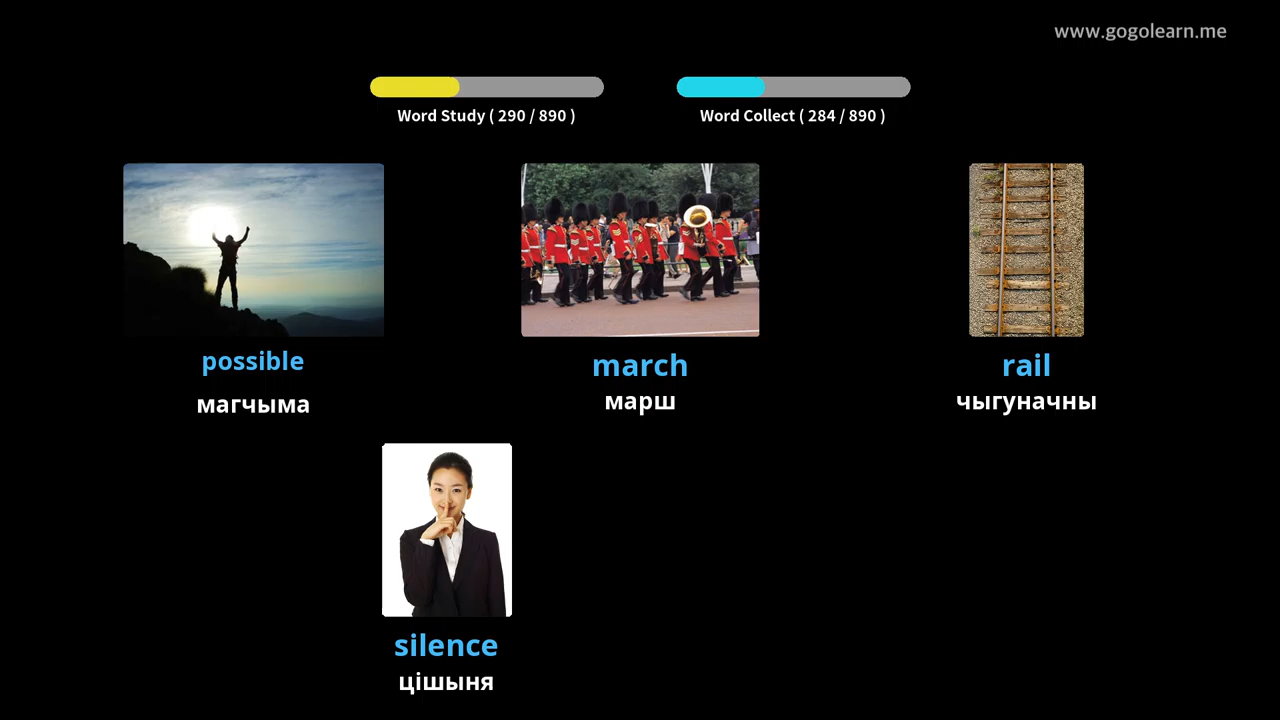 www.gogolearn.me
Word Study ( 290 / 890 )
Word Collect ( 284 / 890 )
possible
магчыма
march
марш
rail
чыгуначны
silence
цішыня